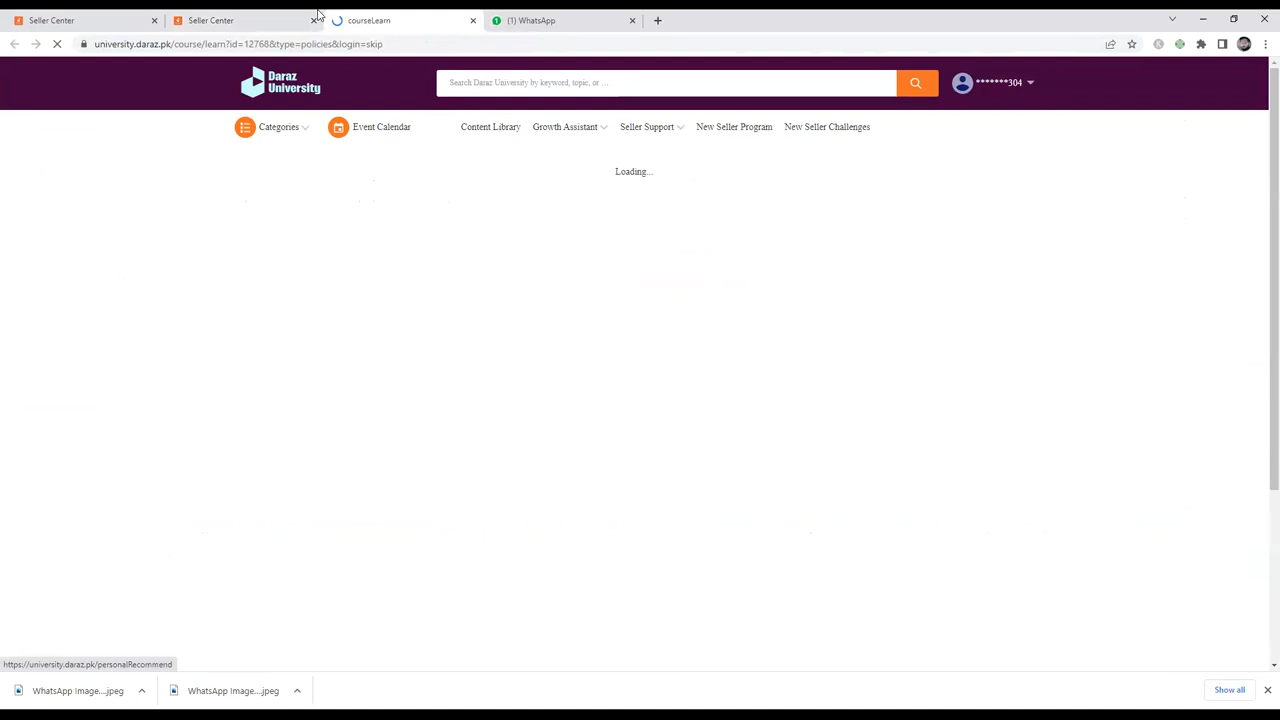 Seller Center
Seller Center
courseLearn
(1) WhatsApp
university.daraz.pk/course/learn?id=12768&type=policies&login=skip
Daraz University
Search Daraz University by keyword, topic, or ...
*******304
Categories
Event Calendar
Content Library
Growth Assistant
Seller Support
New Seller Program
New Seller Challenges
Loading...
https://university.daraz.pk/personalRecommend
WhatsApp Image....jpeg
WhatsApp Image....jpeg
Show all